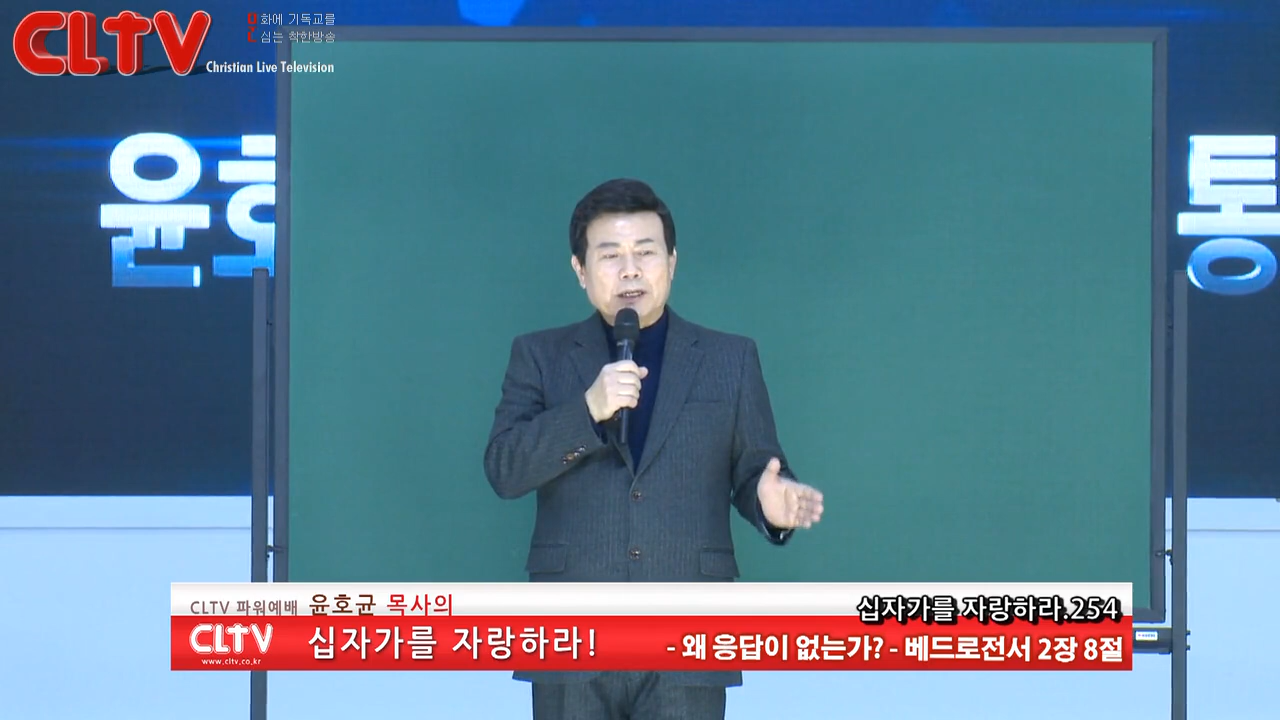 CLTV
문화에 기독교를
심는 착한방송
Christian Live Television
윤호
통
CLTV 파워예배 윤호균 목사의
십자가를 자랑하라.254
CLTV
www.cltv.co.kr
십자가를 자랑하라!
- 왜 응답이 없는가? - 베드로전서 2장 8절